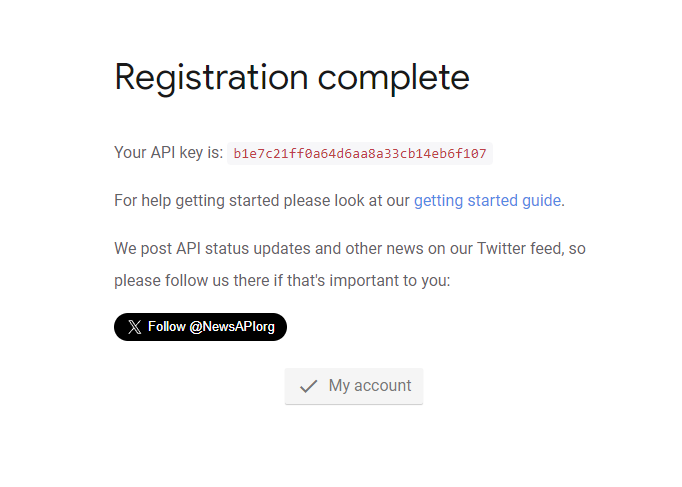 Registration complete
Your API key is: b1e7c21ff0a64d6aa8a33cb14eb6f107
For help getting started please look at our getting started guide.
We post API status updates and other news on our Twitter feed, so
please follow us there if that's important to you:
Follow @NewsAPIorg
My account